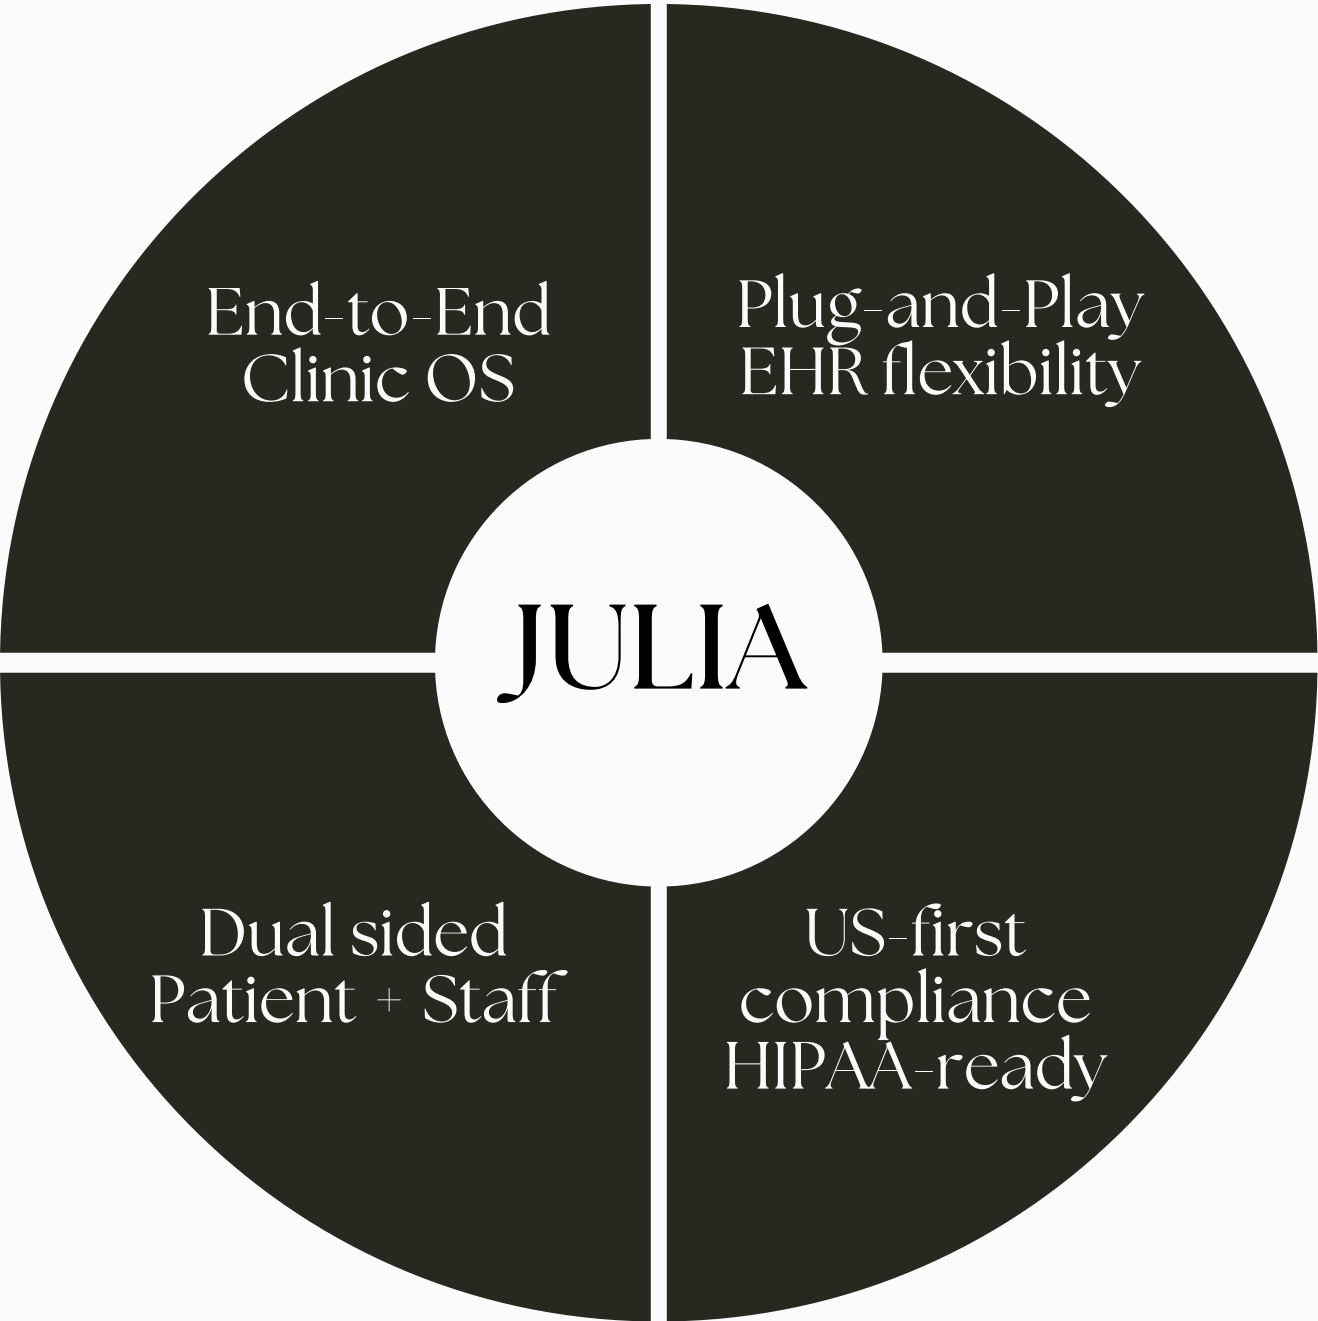 End-to-End
Clinic OS
Plug-and-Play
EHR flexibility
JULIA
Dual sided
Patient + Staff
US-first
compliance
HIPAA-ready